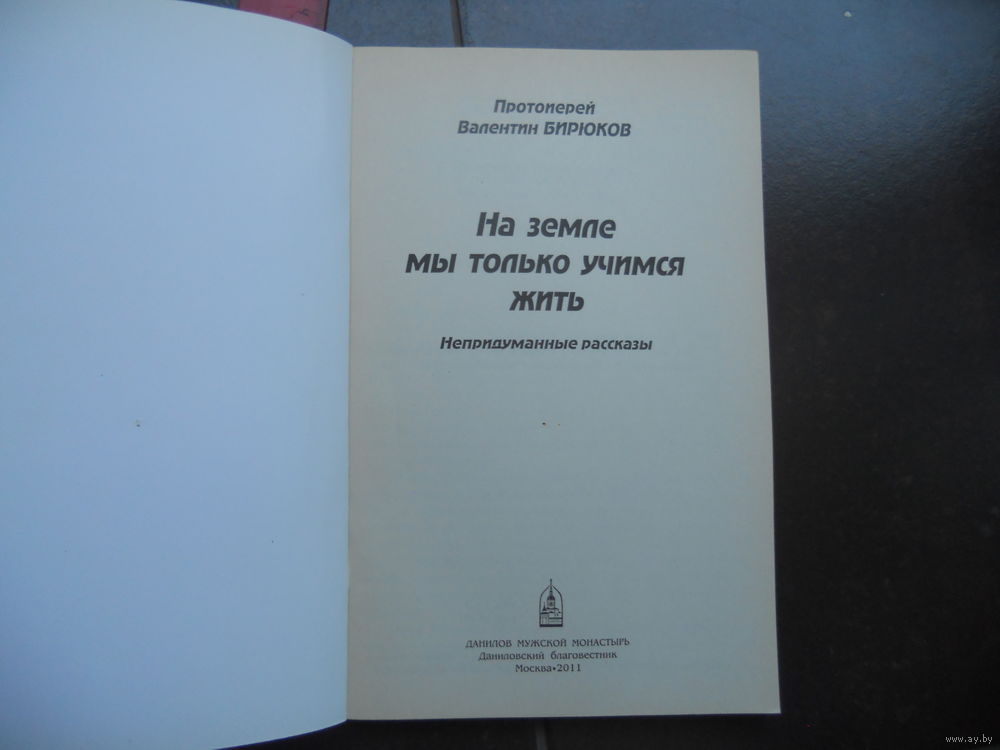 Протоиерей
Валентин БИРЮКОВ
На земле
мы только учимся
жить
Непридуманные рассказы
ДАНИЛОВ МУЖСКОЙ МОНАСТЫРЬ
Даниловский благовестник
Москва•2011
www.ay.by